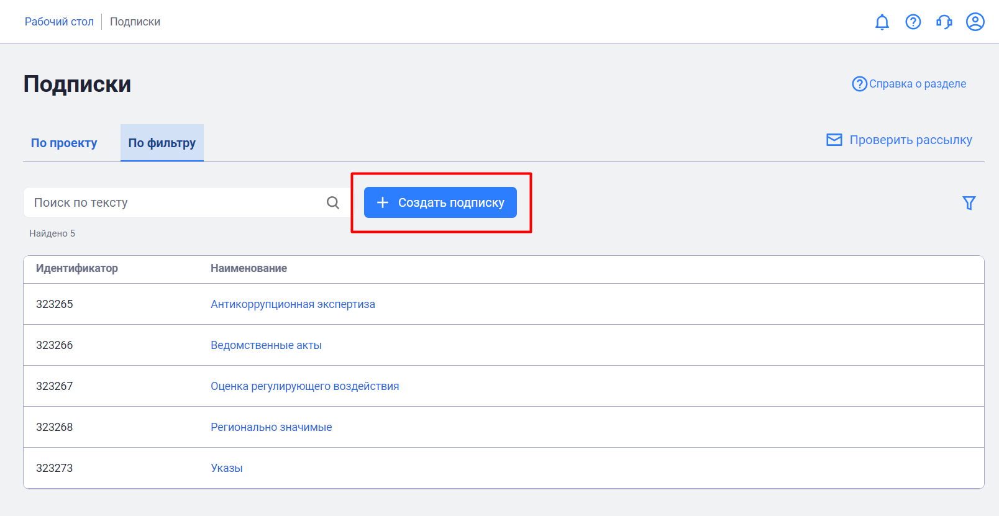 Рабочий стол
Подписки
Подписки
Справка о разделе
По проекту
По фильтру
Проверить рассылку
Поиск по тексту
Создать подписку
Найдено 5
Идентификатор Наименование
323265 Антикоррупционная экспертиза
323266 Ведомственные акты
323267 Оценка регулирующего воздействия
323268 Регионально значимые
323273 Указы